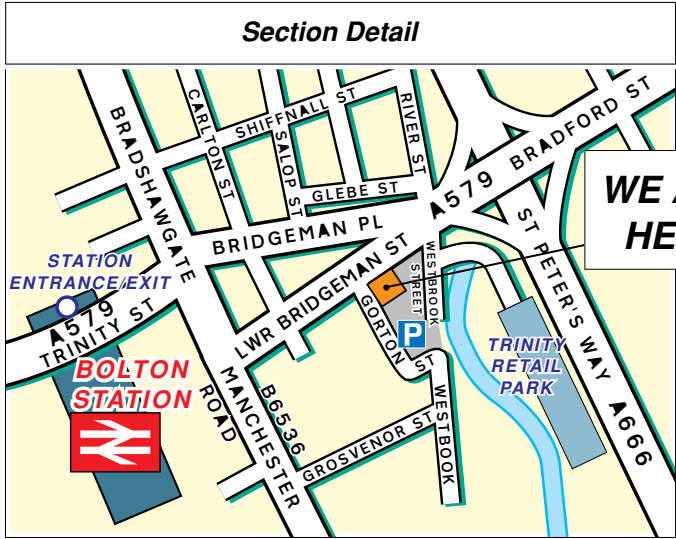 Section Detail
BRADSHAWGATE
CARLTON ST
SHIFFNALL ST
SALOP ST
RIVER ST
GLEBE ST
BRADFORD ST
A579
BRIDGEMAN PL
LWR BRIDGEMAN ST
WE
HE
ST PETER'S WAY A666
STATION
ENTRANCE/EXIT
A579
TRINITY ST
WESTBROOK
STREET
GORTON ST
P
TRINITY
RETAIL
PARK
BOLTON
STATION
MANCHESTER
ROAD
B6536
GROSVENOR ST
WESTBOOK